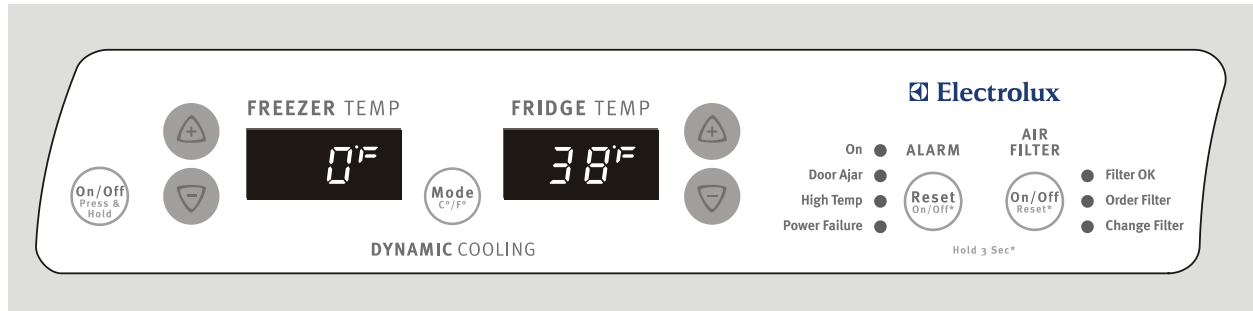 Electrolux
FREEZER TEMP
FRIDGE TEMP
0°F
38°F
+
−
+
−
On/Off
Press &
Hold
Mode
C°/F°
DYNAMIC COOLING
On
Door Ajar
High Temp
Power Failure
ALARM
Reset
On/Off*
AIR
FILTER
On/Off
Reset*
Filter OK
Order Filter
Change Filter
Hold 3 Sec*